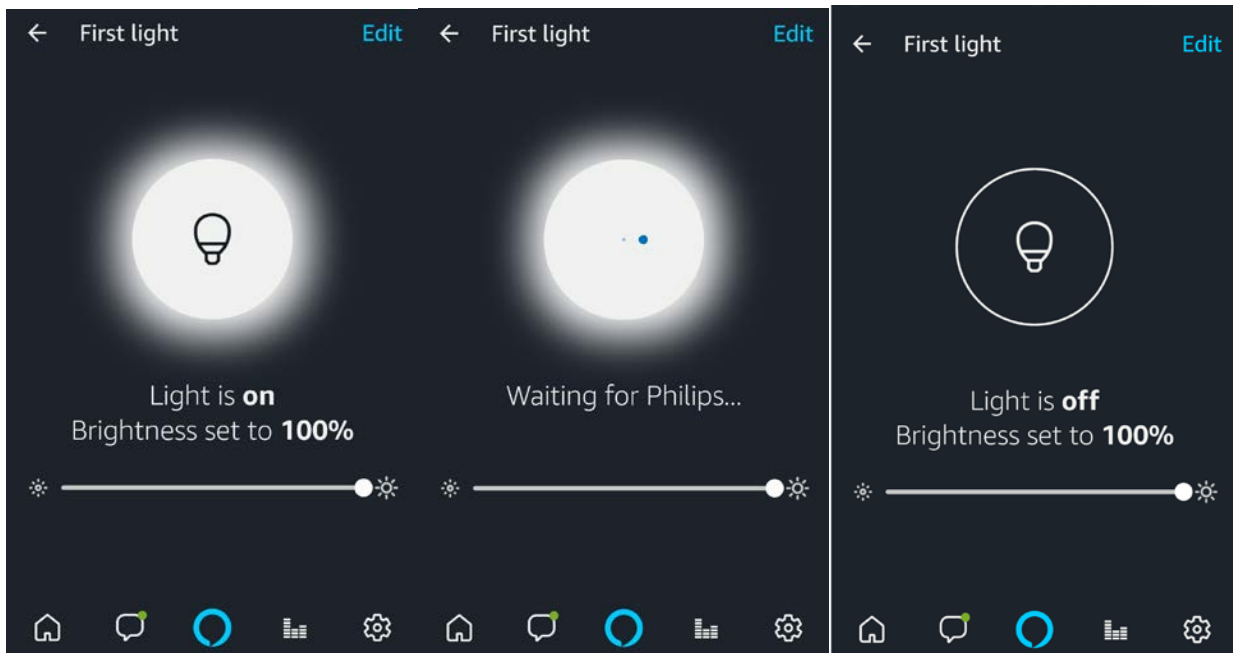 First light Edit
Light is on
Brightness set to 100%
First light Edit
Waiting for Philips...
First light Edit
Light is off
Brightness set to 100%